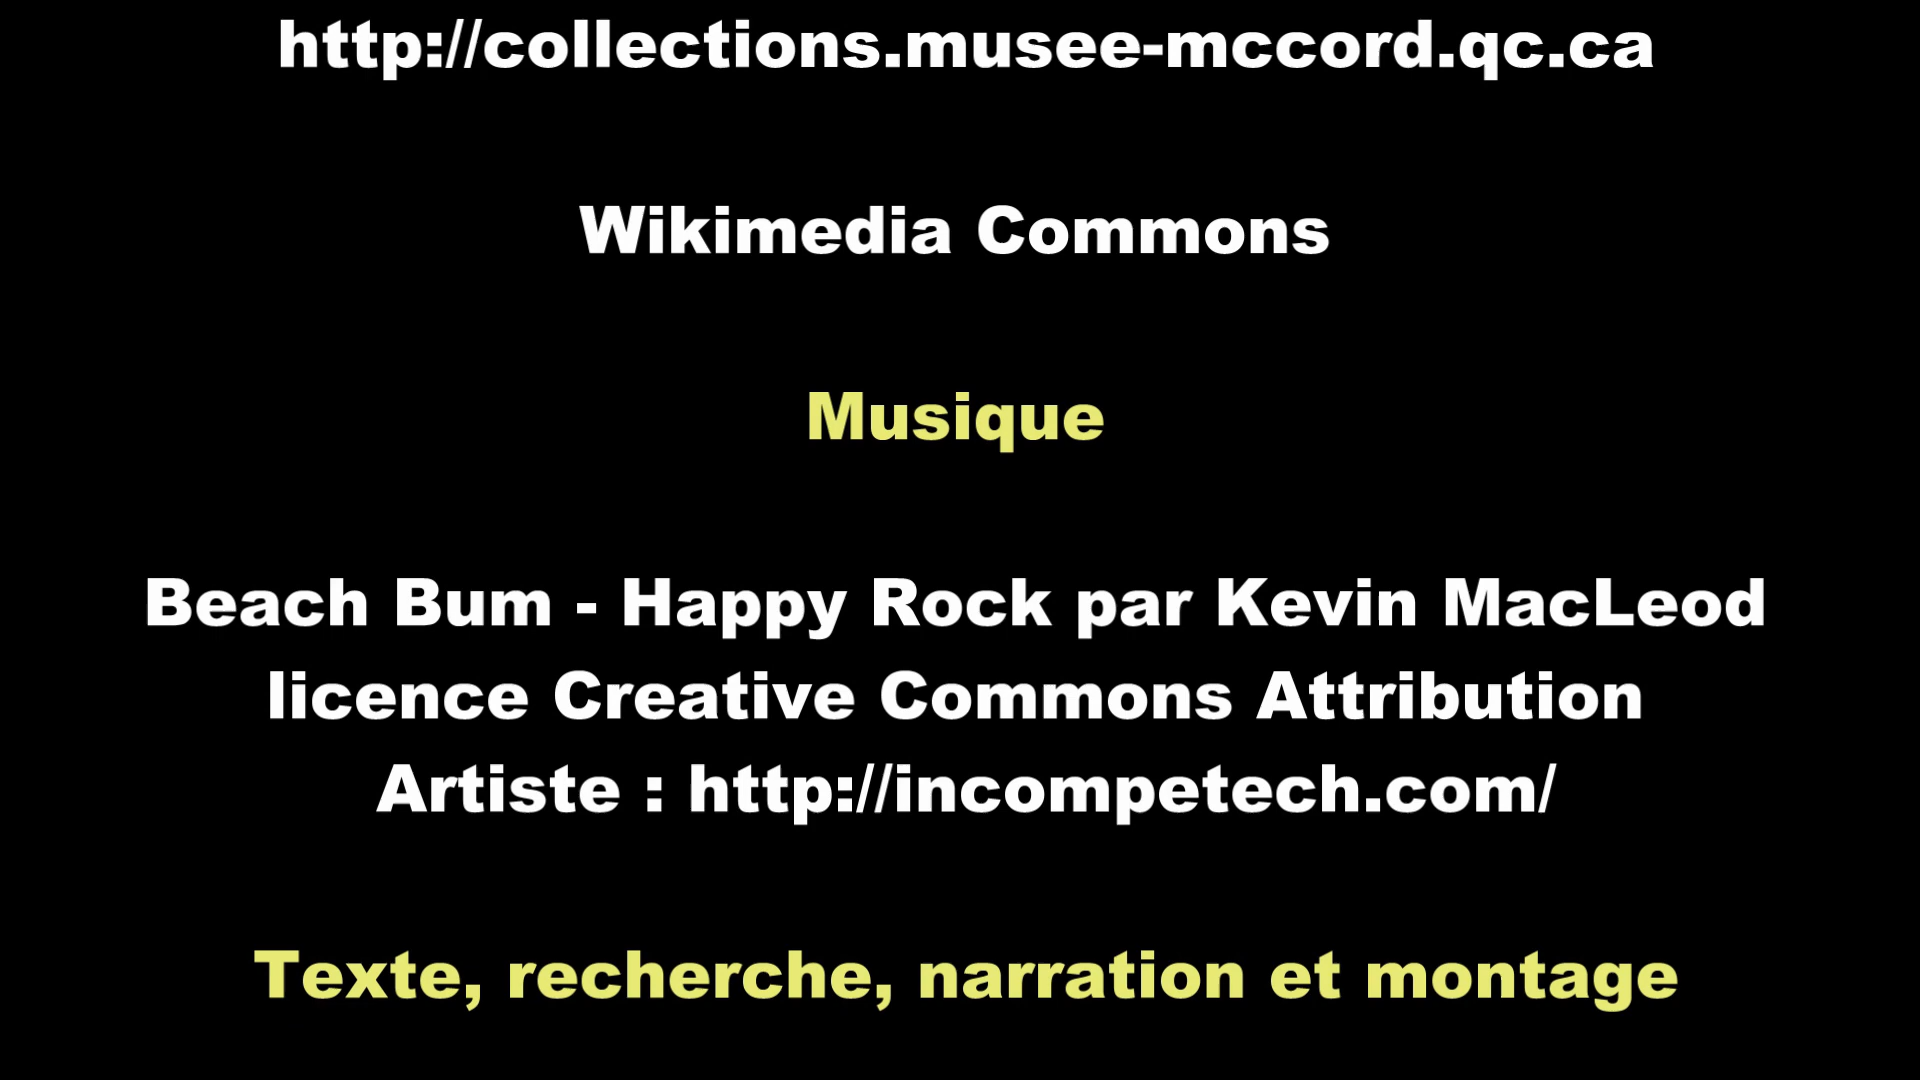 http://collections.musee-mccord.qc.ca
Wikimedia Commons
Musique
Beach Bum - Happy Rock par Kevin MacLeod
licence Creative Commons Attribution
Artiste : http://incompetech.com/
Texte, recherche, narration et montage